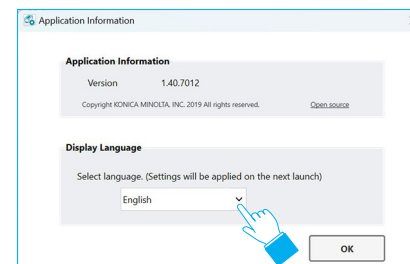 Application Information
Application Information
Version 1.40.7012
Copyright KONICA MINOLTA, INC. 2019 All rights reserved. Open source
Display Language
Select language. (Settings will be applied on the next launch)
English
OK